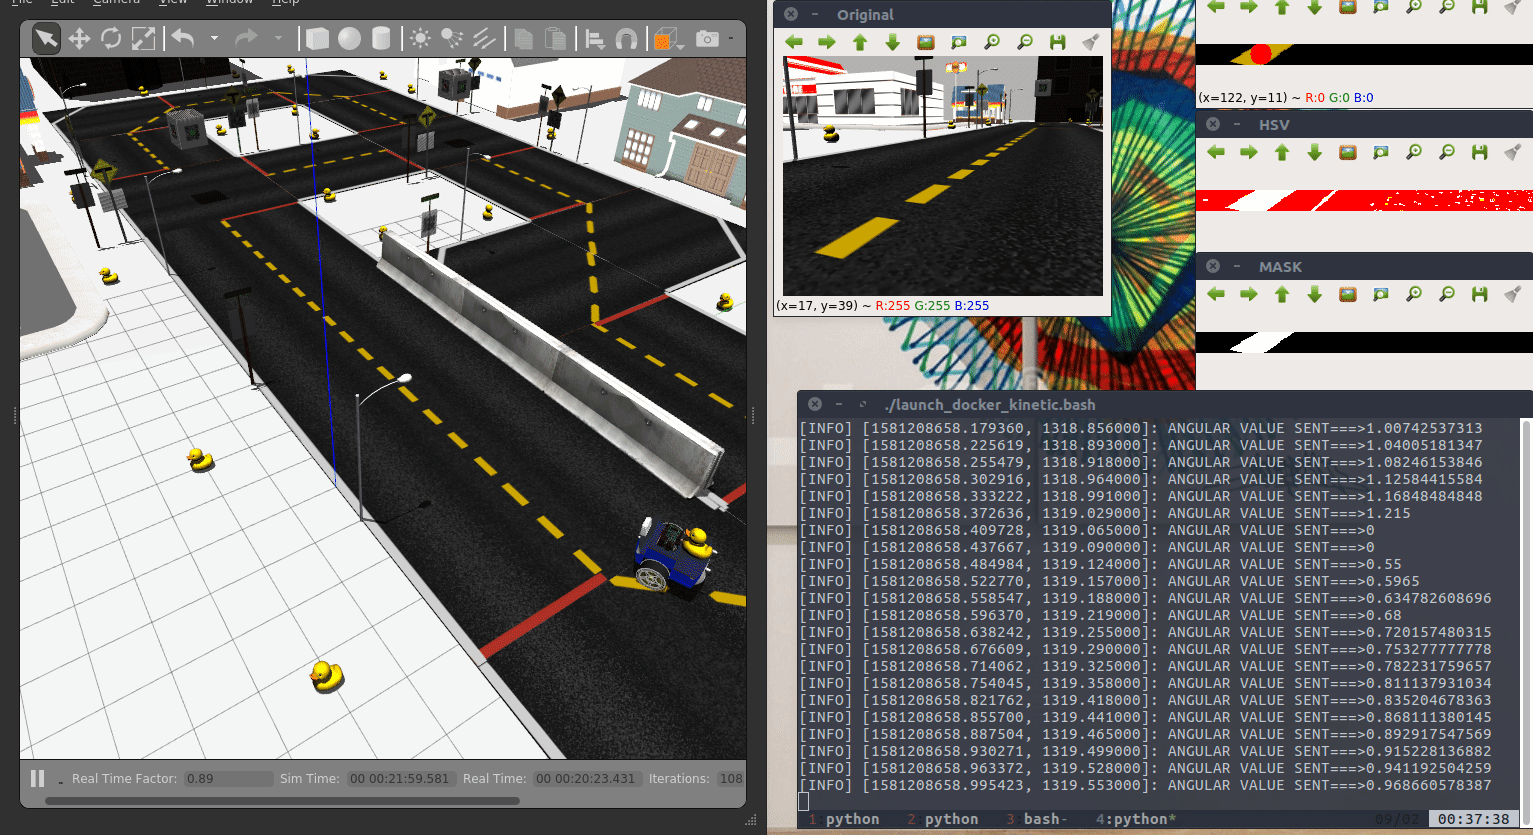 File Edit Camera View Window Help
Real Time Factor: 0.89 Sim Time: 00 00:21:59.581 Real Time: 00 00:20:23.431 Iterations: 108
Original
(x=17, y=39) ~ R:255 G:255 B:255
(x=122, y=11) ~ R:0 G:0 B:0
HSV
MASK
./launch_docker_kinetic.bash
[INFO] [1581208658.179360, 1318.856000]: ANGULAR VALUE SENT===>1.00742537313
[INFO] [1581208658.225619, 1318.893000]: ANGULAR VALUE SENT===>1.04005181347
[INFO] [1581208658.255479, 1318.918000]: ANGULAR VALUE SENT===>1.08246153846
[INFO] [1581208658.302916, 1318.964000]: ANGULAR VALUE SENT===>1.12584415584
[INFO] [1581208658.333222, 1318.991000]: ANGULAR VALUE SENT===>1.16848484848
[INFO] [1581208658.372636, 1319.029000]: ANGULAR VALUE SENT===>1.215
[INFO] [1581208658.409728, 1319.065000]: ANGULAR VALUE SENT===>0
[INFO] [1581208658.437667, 1319.090000]: ANGULAR VALUE SENT===>0
[INFO] [1581208658.484984, 1319.124000]: ANGULAR VALUE SENT===>0.55
[INFO] [1581208658.522770, 1319.157000]: ANGULAR VALUE SENT===>0.5965
[INFO] [1581208658.558547, 1319.188000]: ANGULAR VALUE SENT===>0.634782608696
[INFO] [1581208658.596370, 1319.219000]: ANGULAR VALUE SENT===>0.68
[INFO] [1581208658.638242, 1319.255000]: ANGULAR VALUE SENT===>0.720157480315
[INFO] [1581208658.676609, 1319.290000]: ANGULAR VALUE SENT===>0.753277777778
[INFO] [1581208658.714062, 1319.325000]: ANGULAR VALUE SENT===>0.782231759657
[INFO] [1581208658.754045, 1319.358000]: ANGULAR VALUE SENT===>0.811137931034
[INFO] [1581208658.821762, 1319.418000]: ANGULAR VALUE SENT===>0.835204678363
[INFO] [1581208658.855700, 1319.441000]: ANGULAR VALUE SENT===>0.868111380145
[INFO] [1581208658.887504, 1319.465000]: ANGULAR VALUE SENT===>0.892917547569
[INFO] [1581208658.930271, 1319.499000]: ANGULAR VALUE SENT===>0.915228136882
[INFO] [1581208658.963372, 1319.528000]: ANGULAR VALUE SENT===>0.941192504259
[INFO] [1581208658.995423, 1319.553000]: ANGULAR VALUE SENT===>0.968660578387
1:python 2:python 3:bash- 4:python* 09/02 00:37:38